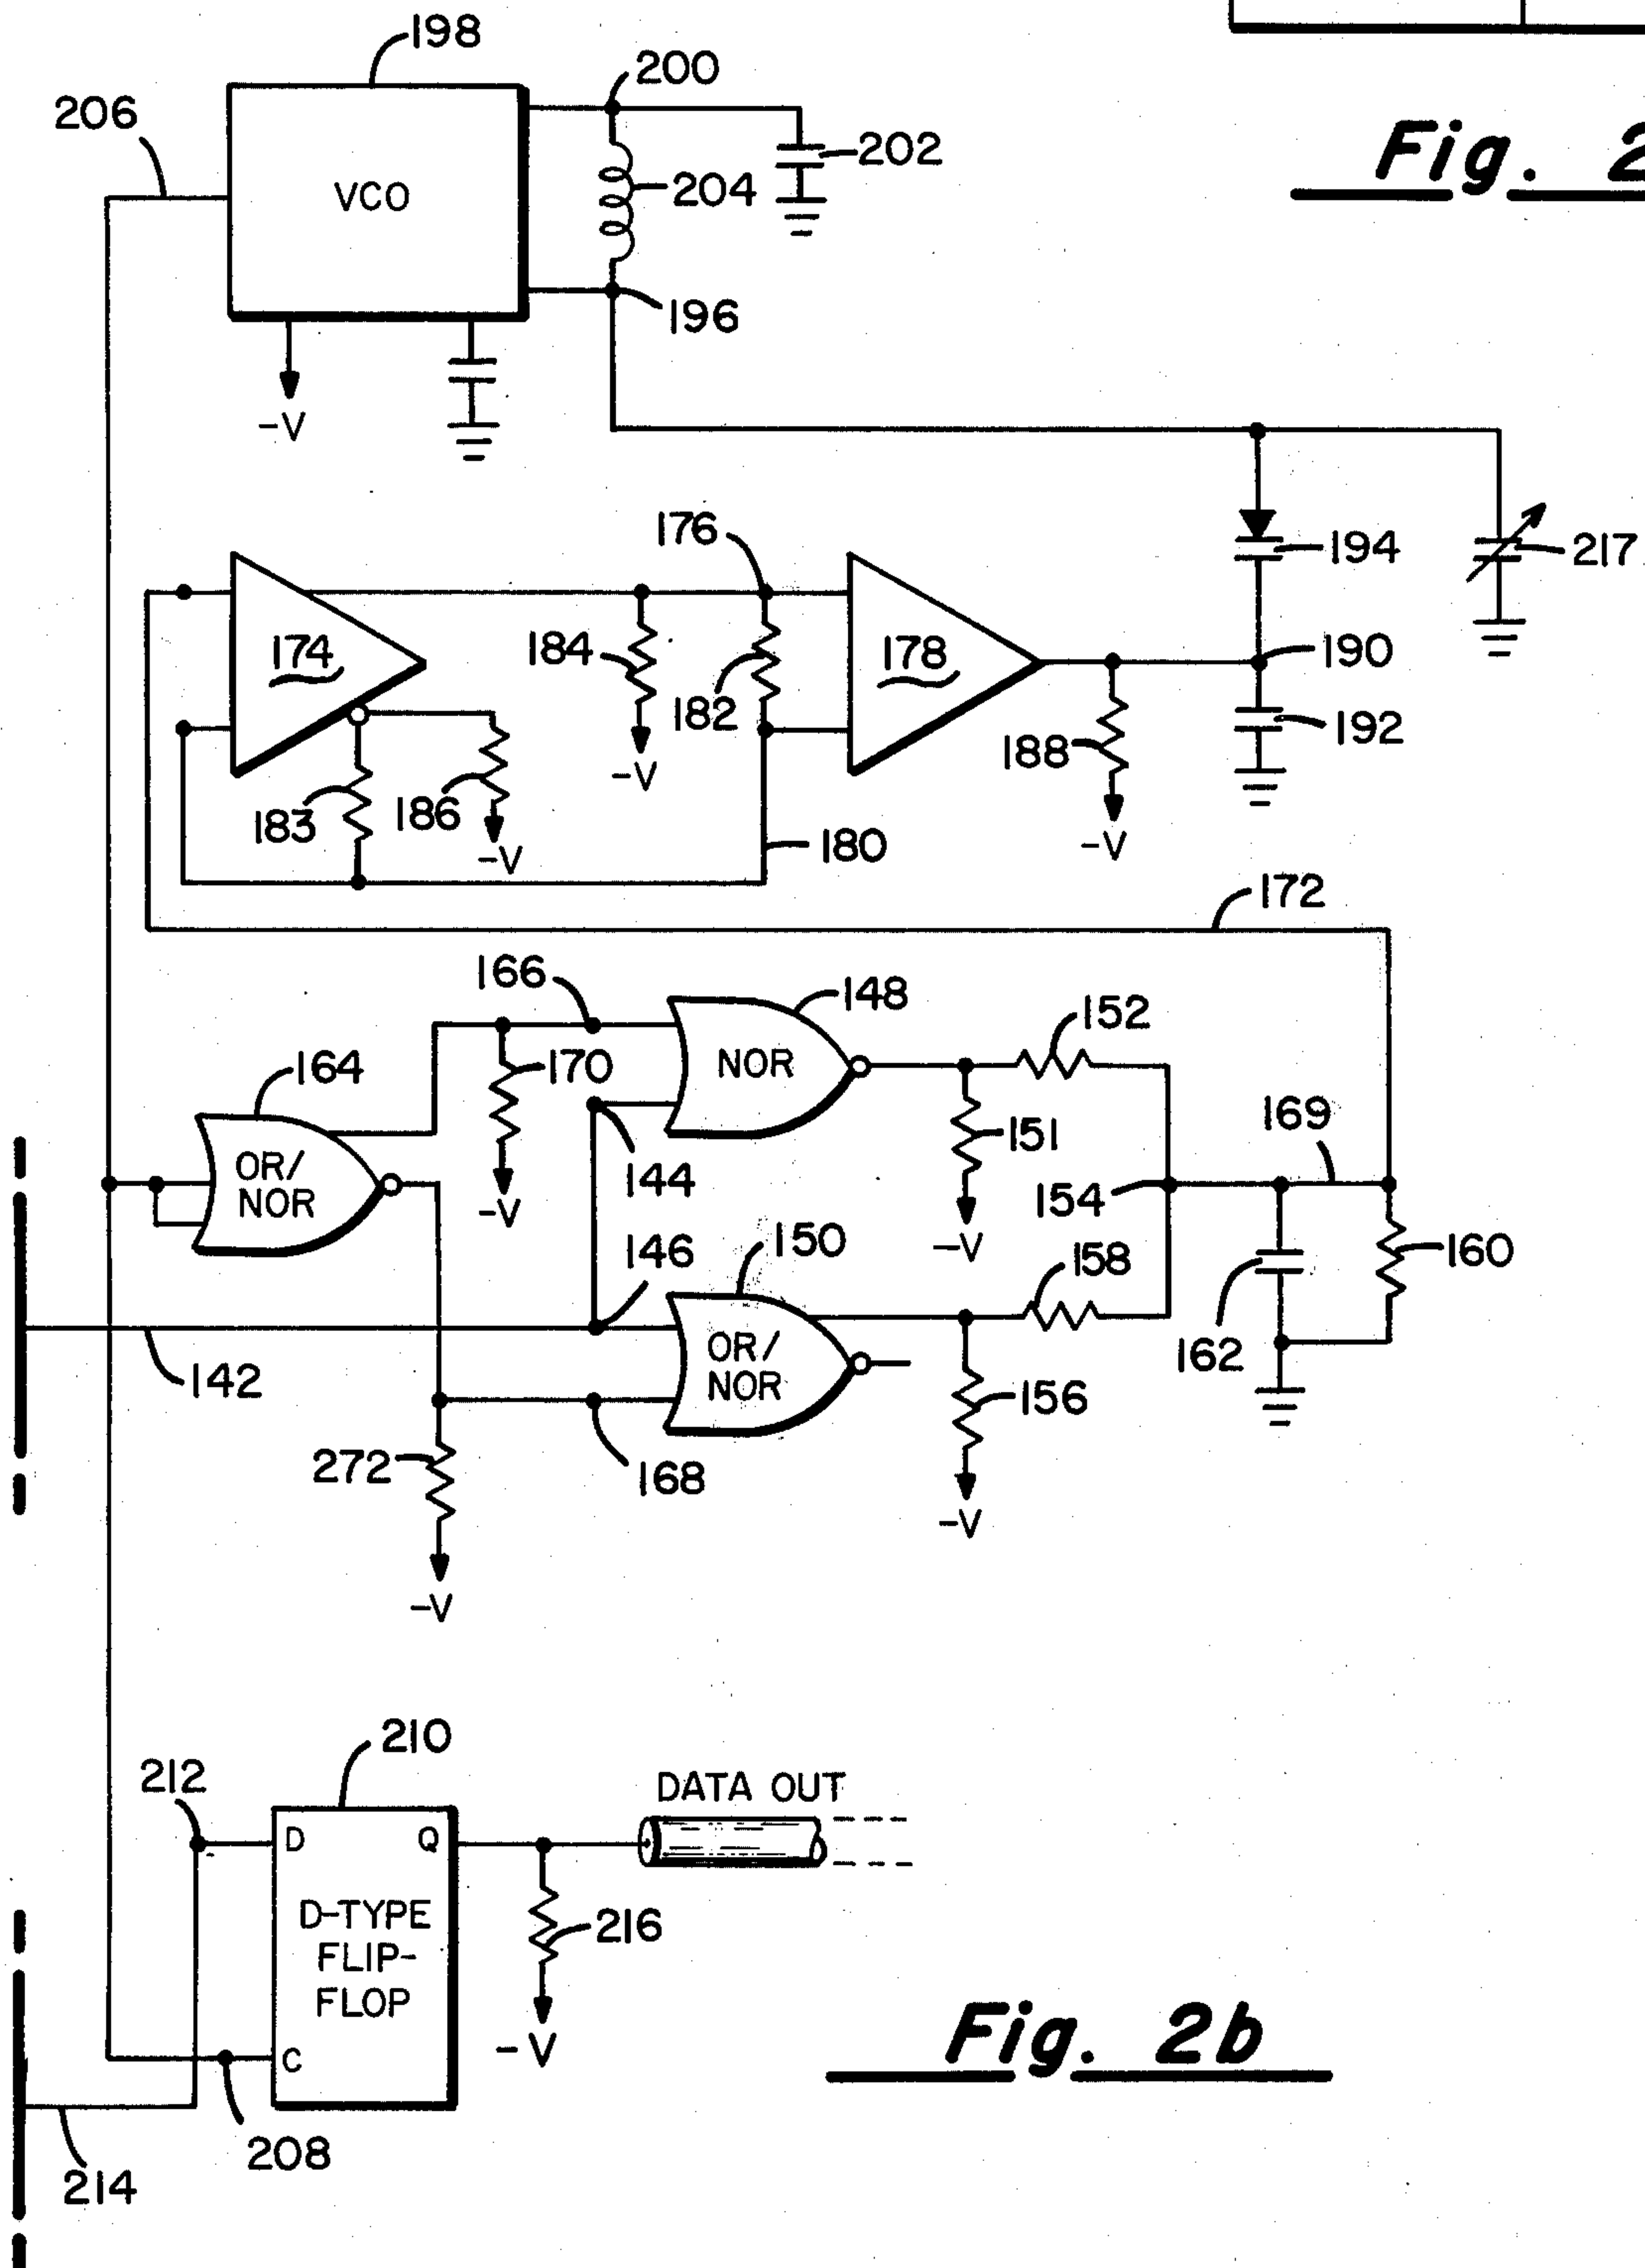 198
200
206
202
Fig. 2
VCO
204
196
-V
176
194
217
174
184
178
190
182
192
188
183
186
-V
-V
180
-V
172
166
148
152
164
NOR
170
169
OR/
NOR
144
151
154
-V
146
150
-V
158
160
OR/
NOR
162
142
156
272
168
-V
-V
210
212
DATA OUT
D
Q
D-TYPE
FLIP-
FLOP
216
-V
C
Fig. 2b
208
214